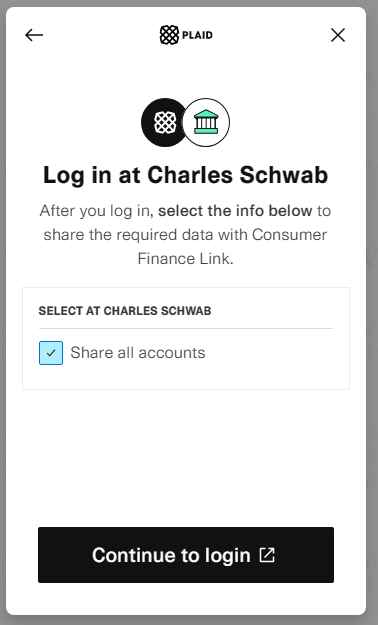 PLAID
Log in at Charles Schwab
After you log in, select the info below to
share the required data with Consumer
Finance Link.
SELECT AT CHARLES SCHWAB
Share all accounts
Continue to login